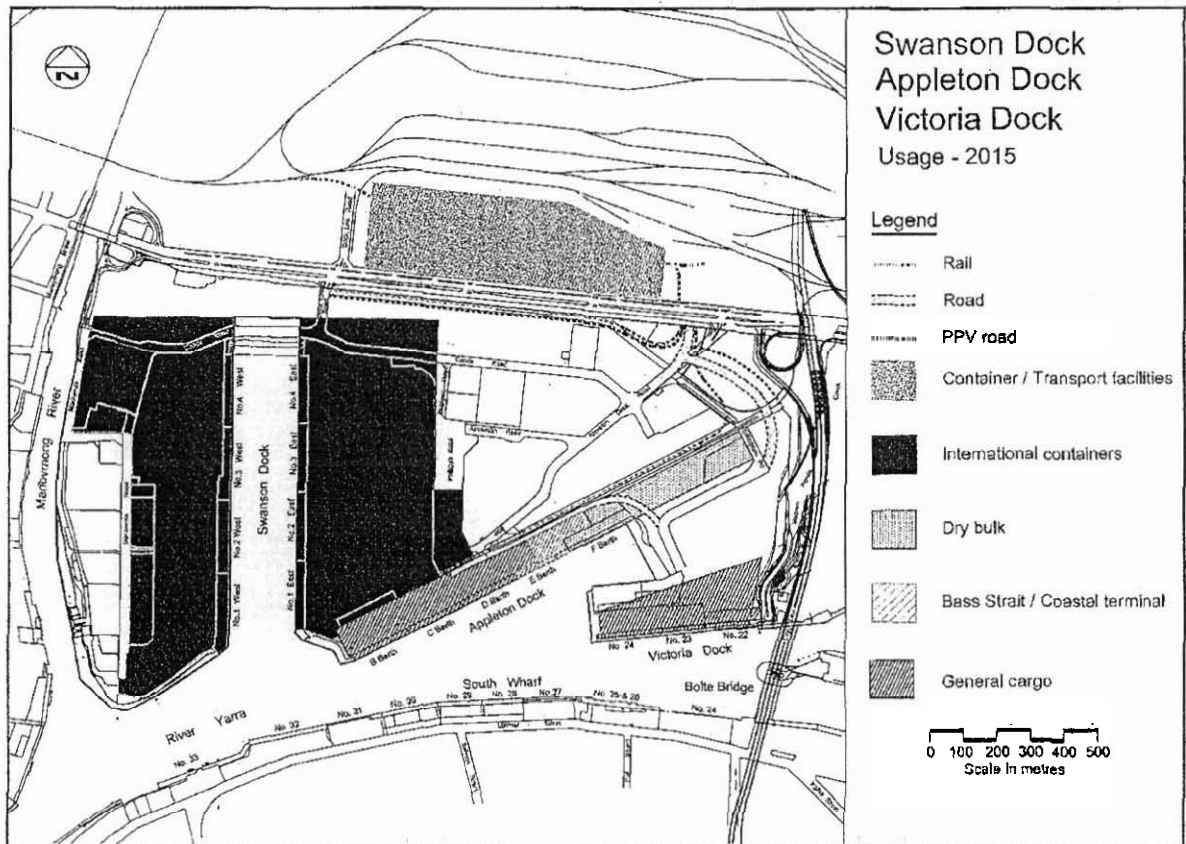 Swanson Dock
Appleton Dock
Victoria Dock
Usage - 2015
Legend
Rail
Road
PPV road
Container / Transport facilities
International containers
Dry bulk
Bass Strait / Coastal terminal
General cargo
0 100 200 300 400 500
Scale in metres
N
Maribyrnong River
Swanson Dock
No.4 West
No.3 West
No.2 West
No.1 West
No.4 East
No.3 East
No.2 East
No.1 East
B Berth
C Berth
D Berth
E Berth
F Berth
Appleton Dock
No. 24
No. 23
No. 22
Victoria Dock
Bolte Bridge
South Wharf
River Yarra
No. 33
No. 32
No. 31
No. 30
No. 29
No. 28
No. 27
No. 25 & 26
No. 24